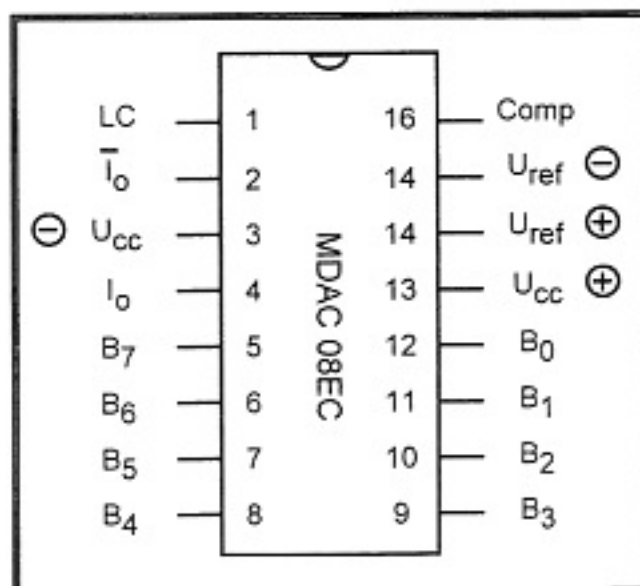 LC 1 16 Comp
I̅o 2 14 Uref ⊖
⊖ Ucc 3 14 Uref ⊕
Io 4 13 Ucc ⊕
B7 5 12 B0
B6 6 11 B1
B5 7 10 B2
B4 8 9 B3
MDAC 08EC